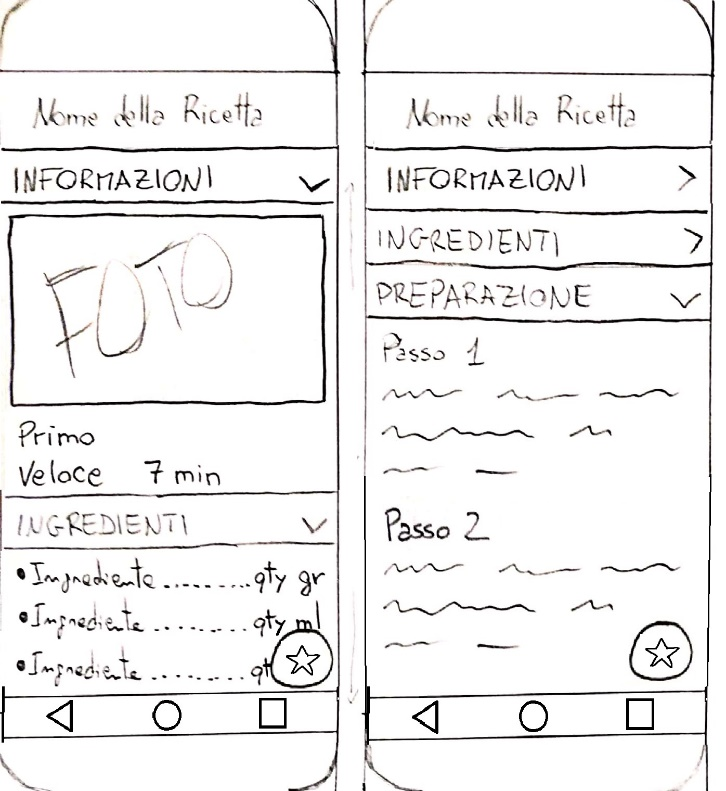 Nome della Ricetta
INFORMAZIONI
FOTO
Primo
Veloce 7 min
INGREDIENTI
• Ingrediente ......... qty gr
• Ingrediente ......... qty ml
• Ingrediente ......... qt
Nome della Ricetta
INFORMAZIONI
INGREDIENTI
PREPARAZIONE
Passo 1
Passo 2